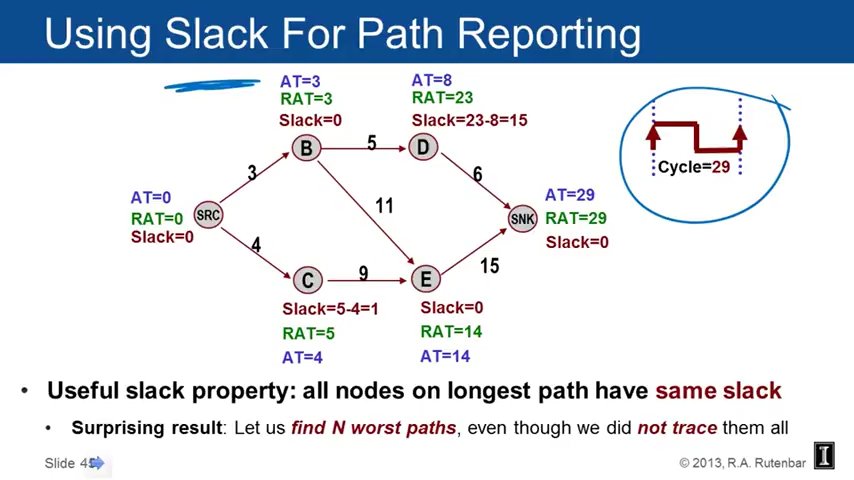 Using Slack For Path Reporting
AT=3
RAT=3
Slack=0
AT=8
RAT=23
Slack=23-8=15
B
5
D
3
6
Cycle=29
AT=0
RAT=0
Slack=0
SRC
11
SNK
AT=29
RAT=29
Slack=0
4
C
9
E
15
Slack=5-4=1
RAT=5
AT=4
Slack=0
RAT=14
AT=14
• Useful slack property: all nodes on longest path have same slack
• Surprising result: Let us find N worst paths, even though we did not trace them all
Slide
© 2013, R.A. Rutenbar
I